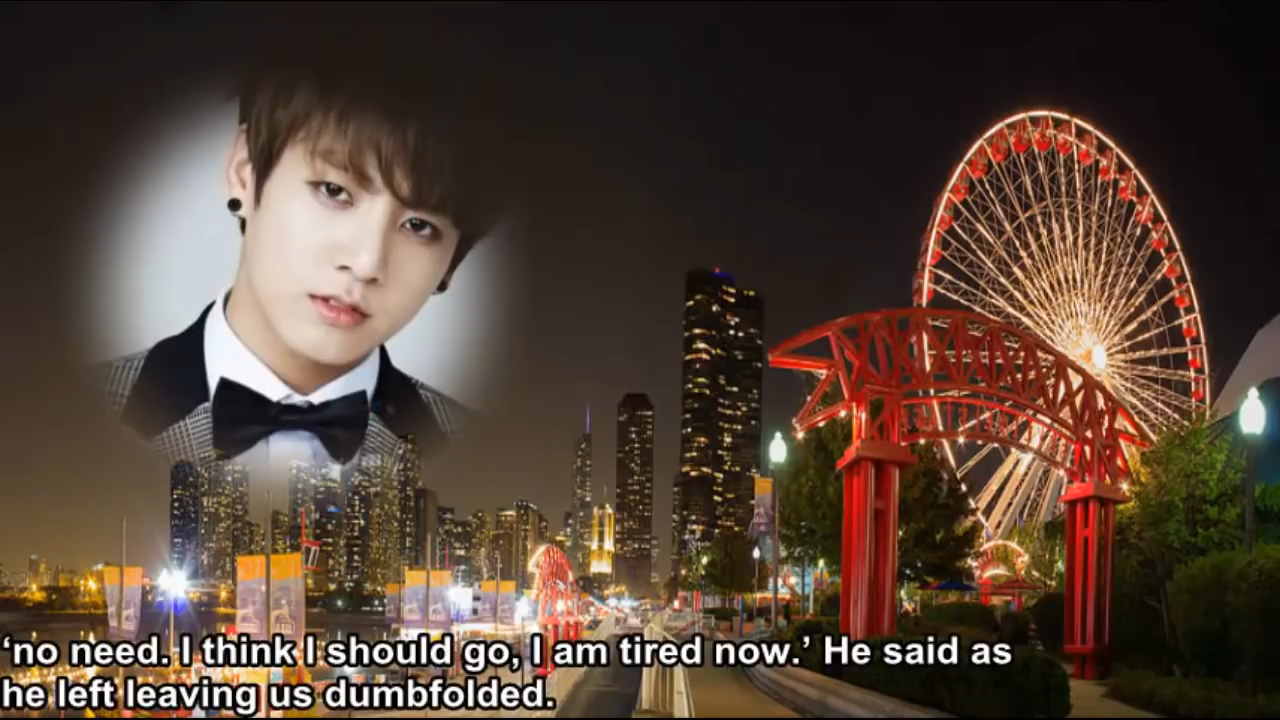 ‘no need. I think I should go, I am tired now.’ He said as
he left leaving us dumbfolded.